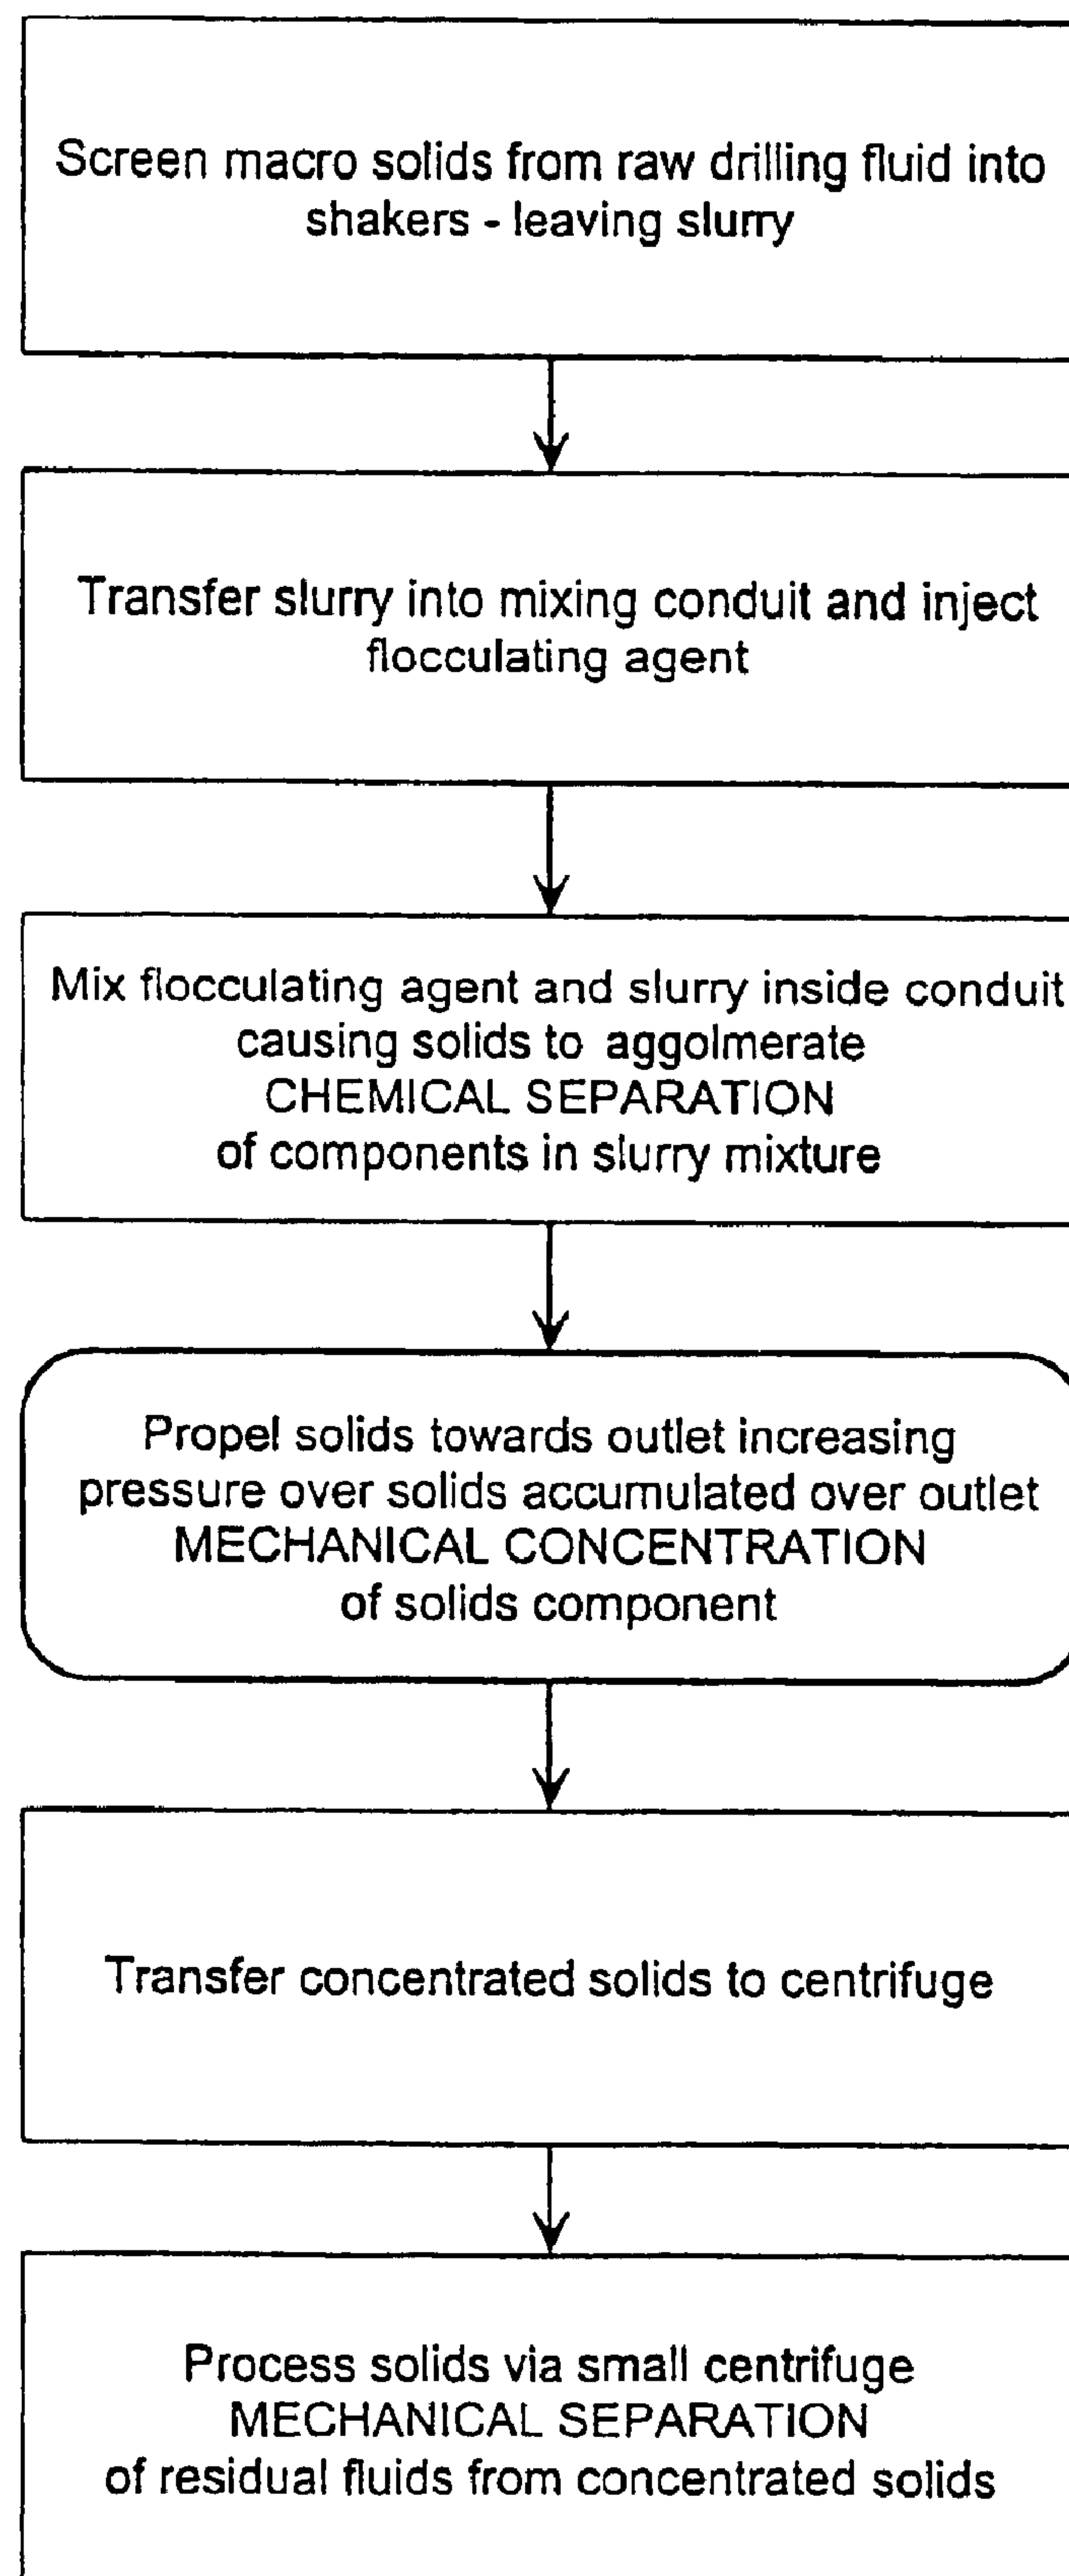 Screen macro solids from raw drilling fluid into
shakers - leaving slurry
Transfer slurry into mixing conduit and inject
flocculating agent
Mix flocculating agent and slurry inside conduit
causing solids to aggolmerate
CHEMICAL SEPARATION
of components in slurry mixture
Propel solids towards outlet increasing
pressure over solids accumulated over outlet
MECHANICAL CONCENTRATION
of solids component
Transfer concentrated solids to centrifuge
Process solids via small centrifuge
MECHANICAL SEPARATION
of residual fluids from concentrated solids